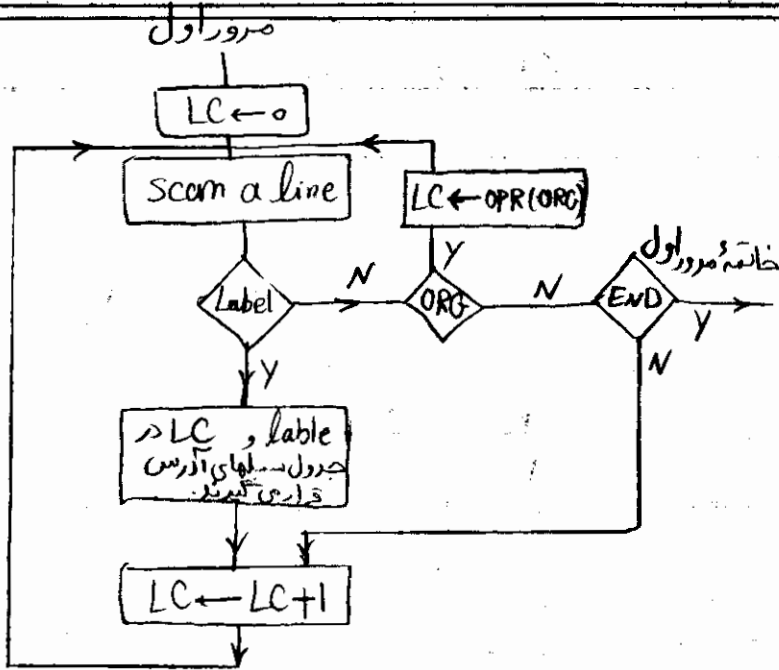 مرور اول
LC ← 0
scan a line
LC ← OPR(ORG)
خاتمهٔ مرور اول
Label
N
Y
ORG
N
END
Y
N
Y
lable و LC در
جدول سمبلهای آدرس
قرار می گیرند.
LC ← LC+1